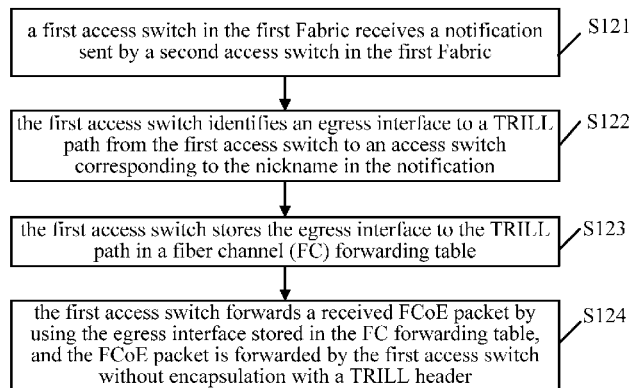 a first access switch in the first Fabric receives a notification
sent by a second access switch in the first Fabric
S121
the first access switch identifies an egress interface to a TRILL
path from the first access switch to an access switch
corresponding to the nickname in the notification
S122
the first access switch stores the egress interface to the TRILL
path in a fiber channel (FC) forwarding table
S123
the first access switch forwards a received FCoE packet by
using the egress interface stored in the FC forwarding table,
and the FCoE packet is forwarded by the first access switch
without encapsulation with a TRILL header
S124